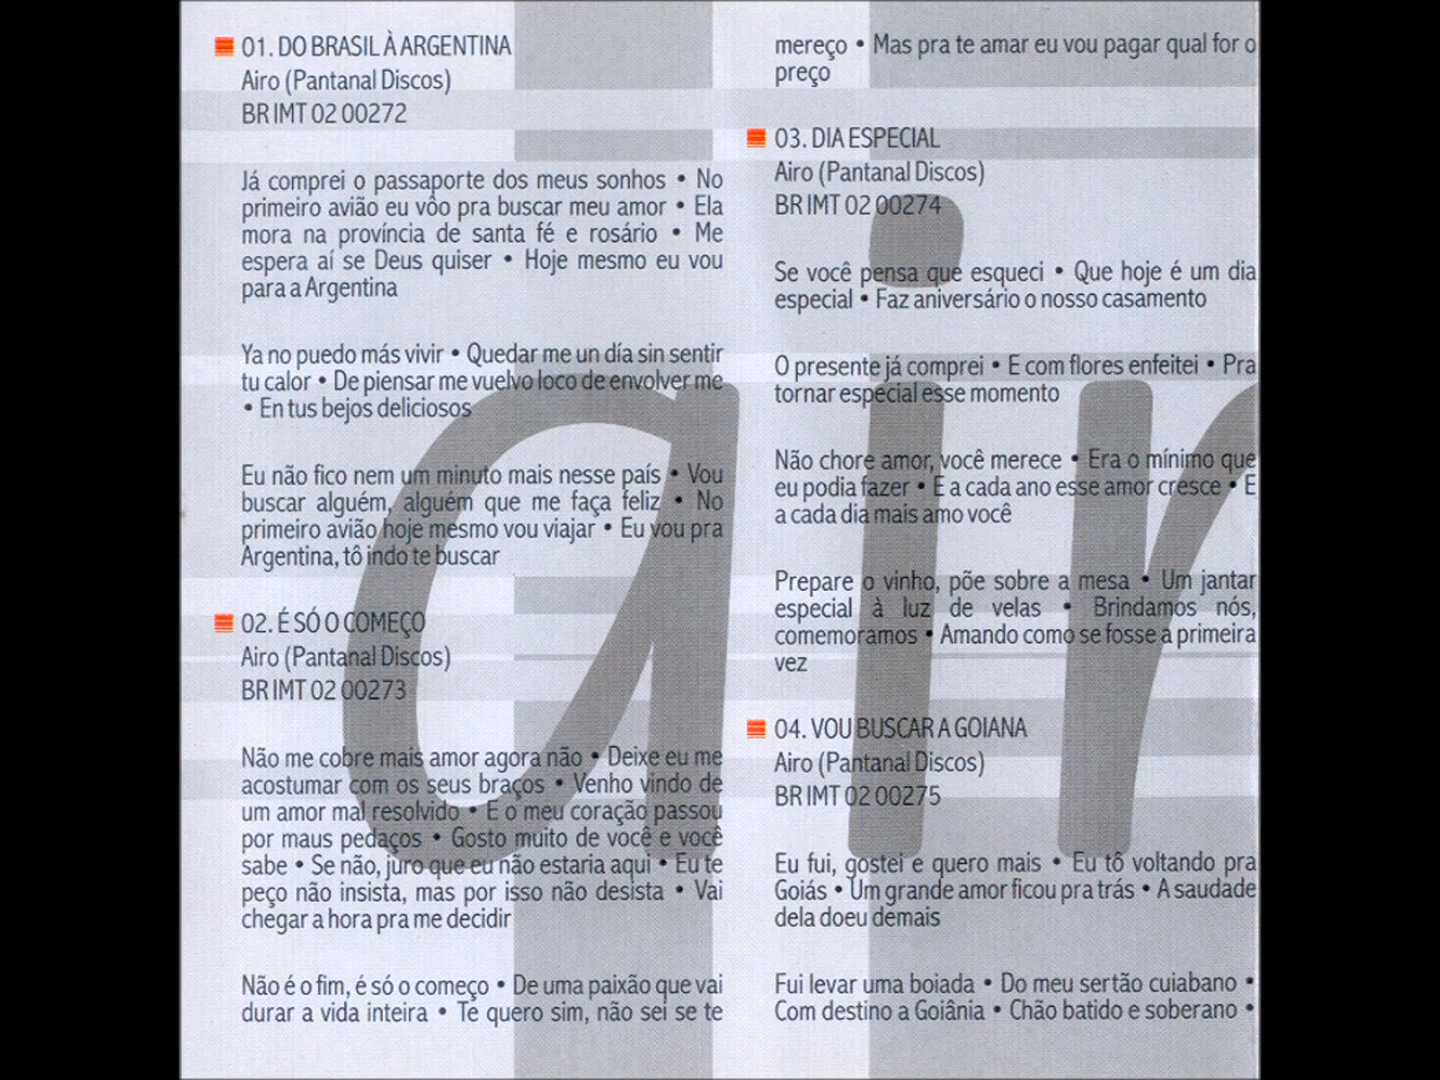 01. DO BRASIL À ARGENTINA
Airo (Pantanal Discos)
BR IMT 02 00272
Já comprei o passaporte dos meus sonhos • No
primeiro avião eu vôo pra buscar meu amor • Ela
mora na província de santa fé e rosário • Me
espera aí se Deus quiser • Hoje mesmo eu vou
para a Argentina
Ya no puedo más vivir • Quedar me un día sin sentir
tu calor • De piensar me vuelvo loco de envolver me
• En tus bejos deliciosos
Eu não fico nem um minuto mais nesse país • Vou
buscar alguém, alguém que me faça feliz • No
primeiro avião hoje mesmo vou viajar • Eu vou pra
Argentina, tô indo te buscar
02. É SÓ O COMEÇO
Airo (Pantanal Discos)
BR IMT 02 00273
Não me cobre mais amor agora não • Deixe eu me
acostumar com os seus braços • Venho vindo de
um amor mal resolvido • E o meu coração passou
por maus pedaços • Gosto muito de você e você
sabe • Se não, juro que eu não estaria aqui • Eu te
peço não insista, mas por isso não desista • Vai
chegar a hora pra me decidir
Não é o fim, é só o começo • De uma paixão que vai
durar a vida inteira • Te quero sim, não sei se te
mereço • Mas pra te amar eu vou pagar qual for o
preço
03. DIA ESPECIAL
Airo (Pantanal Discos)
BR IMT 02 00274
Se você pensa que esqueci • Que hoje é um dia
especial • Faz aniversário o nosso casamento
O presente já comprei • E com flores enfeitei • Pra
tornar especial esse momento
Não chore amor, você merece • Era o mínimo que
eu podia fazer • E a cada ano esse amor cresce • E
a cada dia mais amo você
Prepare o vinho, põe sobre a mesa • Um jantar
especial à luz de velas • Brindamos nós,
comemoramos • Amando como se fosse a primeira
vez
04. VOU BUSCAR A GOIANA
Airo (Pantanal Discos)
BR IMT 02 00275
Eu fui, gostei e quero mais • Eu tô voltando pra
Goiás • Um grande amor ficou pra trás • A saudade
dela doeu demais
Fui levar uma boiada • Do meu sertão cuiabano •
Com destino a Goiânia • Chão batido e soberano •
air